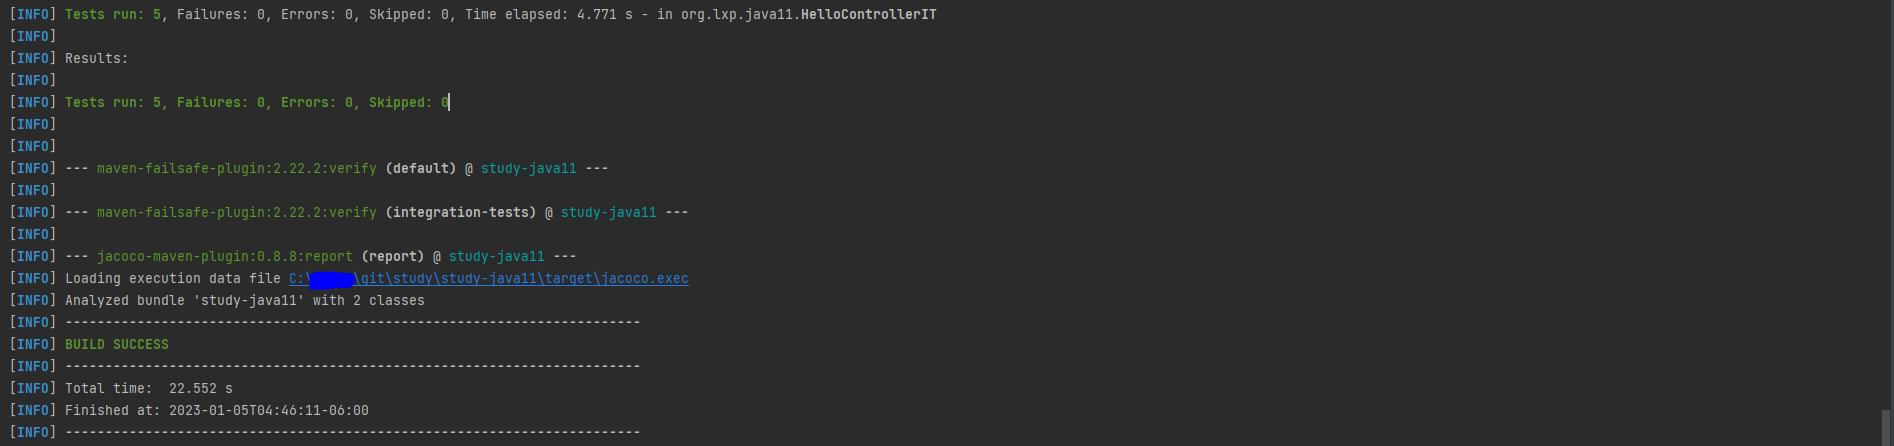 [INFO] Tests run: 5, Failures: 0, Errors: 0, Skipped: 0, Time elapsed: 4.771 s - in org.lxp.java11.HelloControllerIT
[INFO]
[INFO] Results:
[INFO]
[INFO] Tests run: 5, Failures: 0, Errors: 0, Skipped: 0
[INFO]
[INFO]
[INFO] --- maven-failsafe-plugin:2.22.2:verify (default) @ study-java11 ---
[INFO]
[INFO] --- maven-failsafe-plugin:2.22.2:verify (integration-tests) @ study-java11 ---
[INFO]
[INFO] --- jacoco-maven-plugin:0.8.8:report (report) @ study-java11 ---
[INFO] Loading execution data file C:\ \git\study\study-java11\target\jacoco.exec
[INFO] Analyzed bundle 'study-java11' with 2 classes
[INFO] ------------------------------------------------------------------------
[INFO] BUILD SUCCESS
[INFO] ------------------------------------------------------------------------
[INFO] Total time:  22.552 s
[INFO] Finished at: 2023-01-05T04:46:11-06:00
[INFO] ------------------------------------------------------------------------